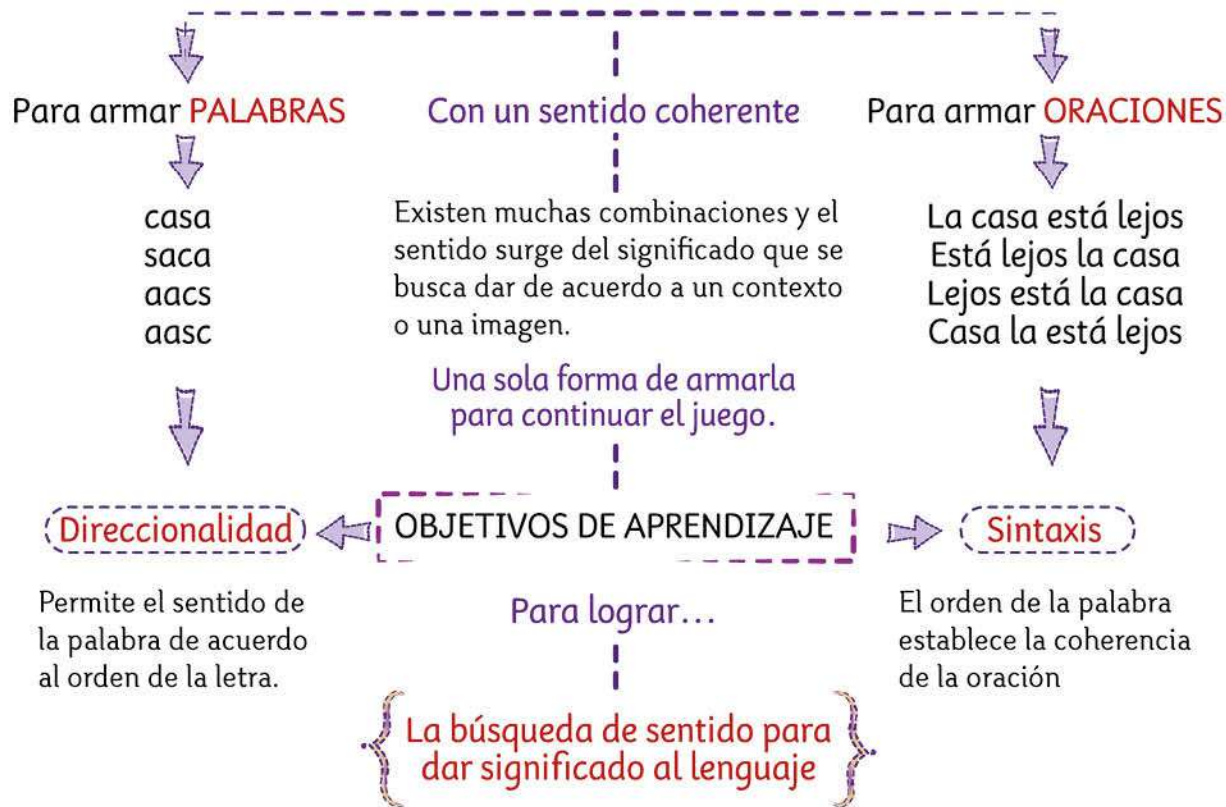 Para armar PALABRAS
casa
saca
aacs
aasc
Direccionalidad
Permite el sentido de
la palabra de acuerdo
al orden de la letra.
Con un sentido coherente
Existen muchas combinaciones y el
sentido surge del significado que se
busca dar de acuerdo a un contexto
o una imagen.
Una sola forma de armarla
para continuar el juego.
OBJETIVOS DE APRENDIZAJE
Para lograr...
La búsqueda de sentido para
dar significado al lenguaje
Para armar ORACIONES
La casa está lejos
Está lejos la casa
Lejos está la casa
Casa la está lejos
Sintaxis
El orden de la palabra
establece la coherencia
de la oración